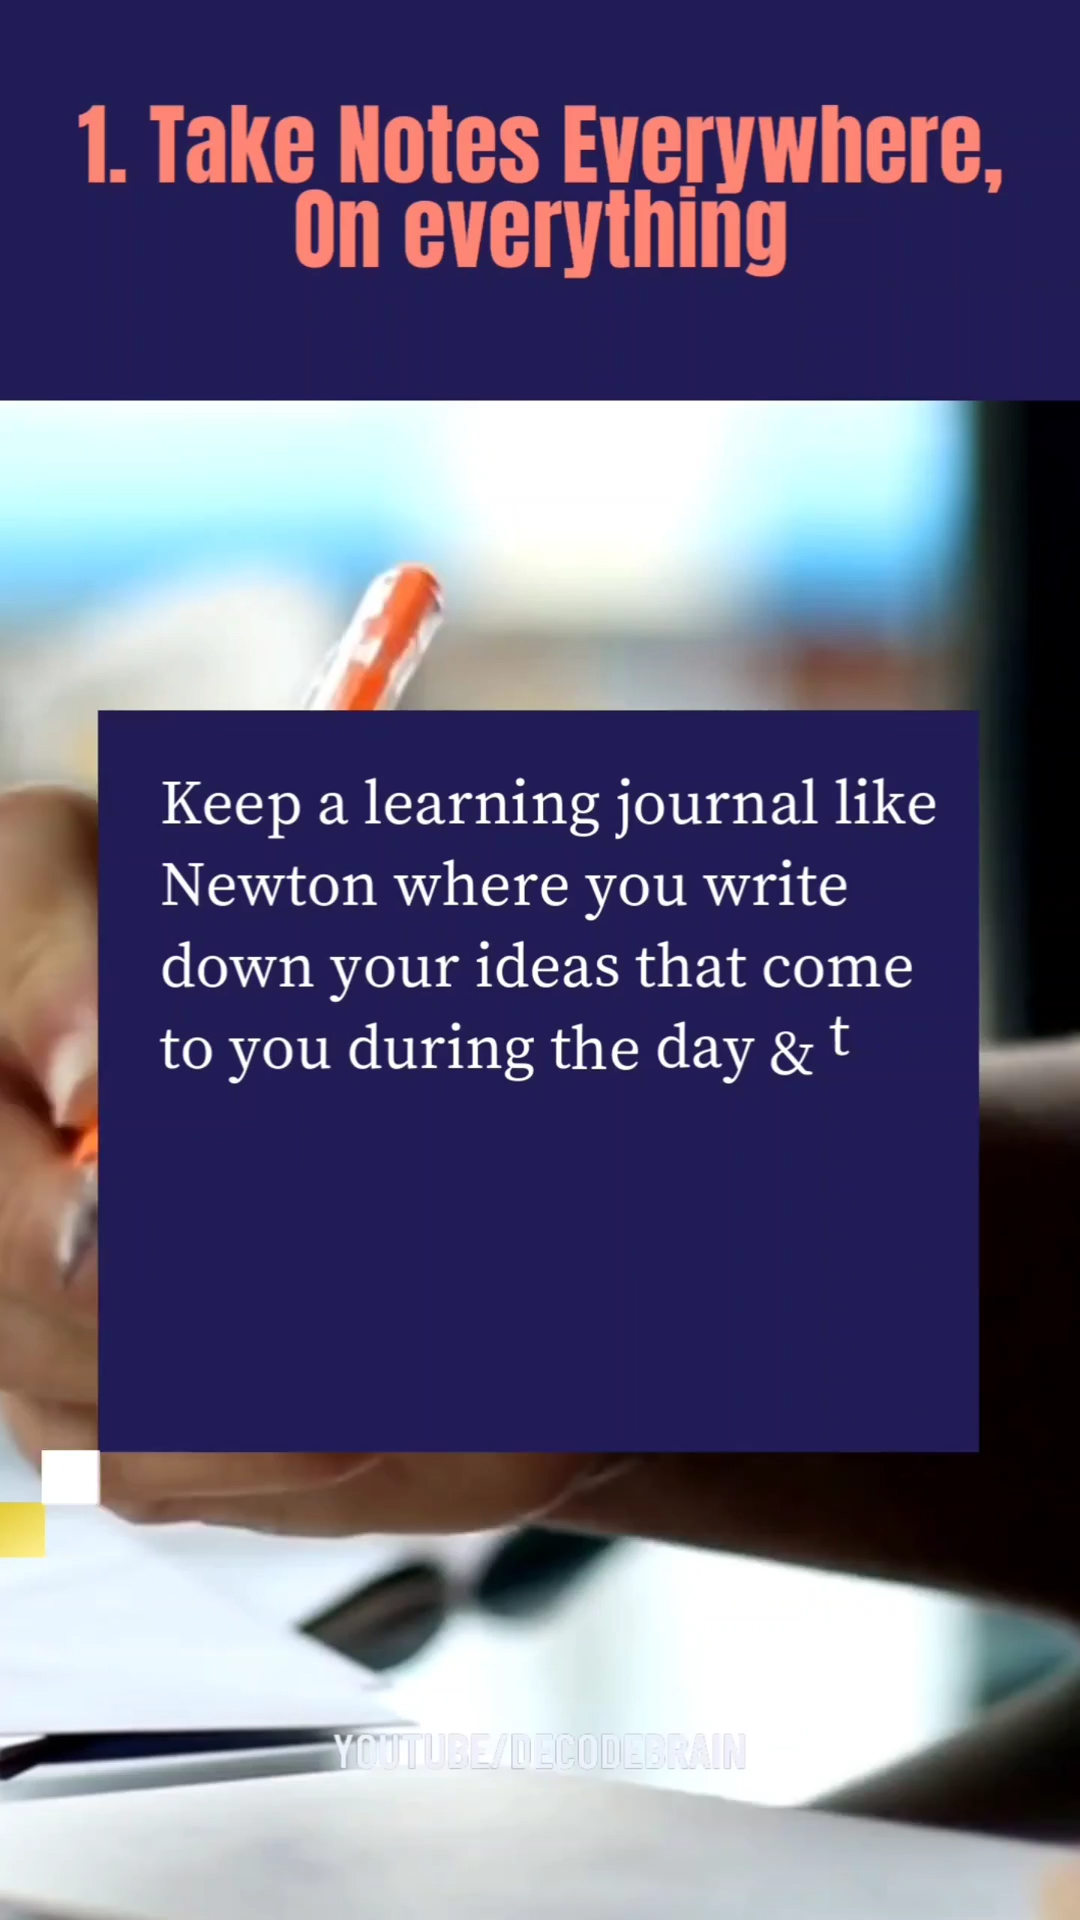 1. Take Notes Everywhere,
On everything
Keep a learning journal like
Newton where you write
down your ideas that come
to you during the day & t
YOUTUBE/DECODEBRAIN